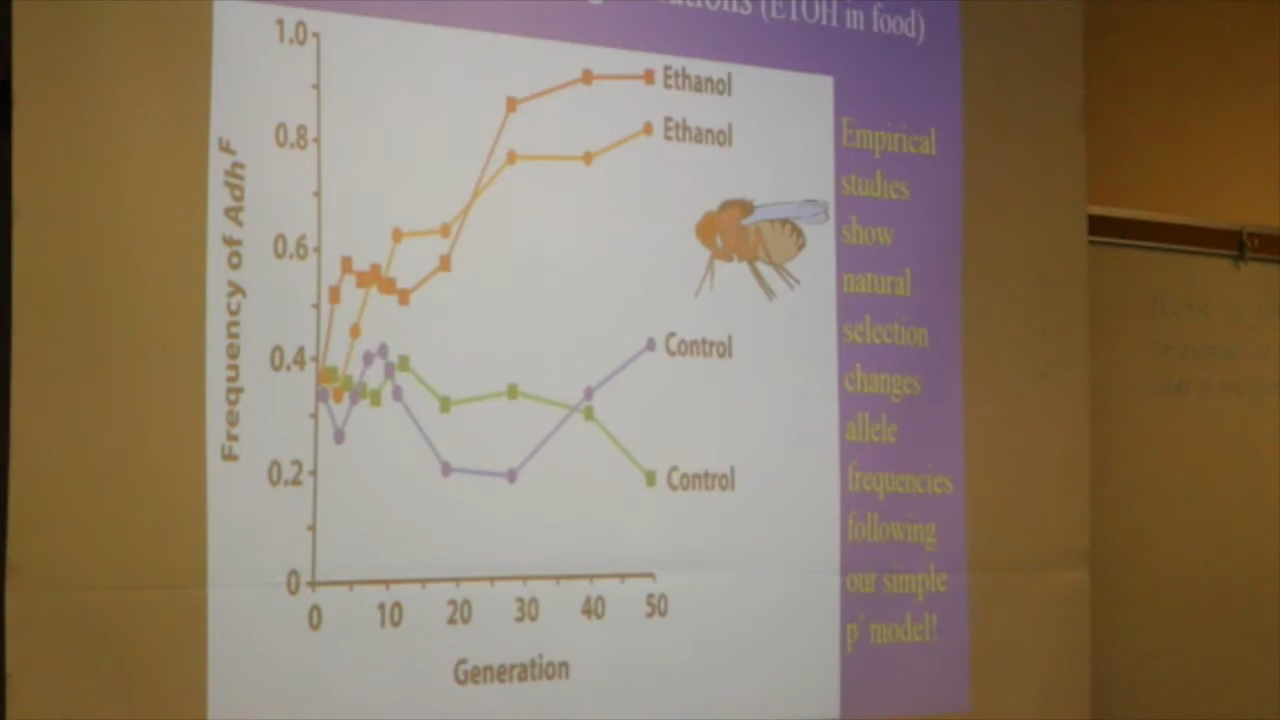 (ETOH in food)
1.0
Ethanol
Ethanol
0.8
0.6
0.4
0.2
0
Control
Control
Frequency of Adh^F
0 10 20 30 40 50
Generation
Empirical
studies
show
natural
selection
changes
allele
frequencies
following
our simple
p' model!